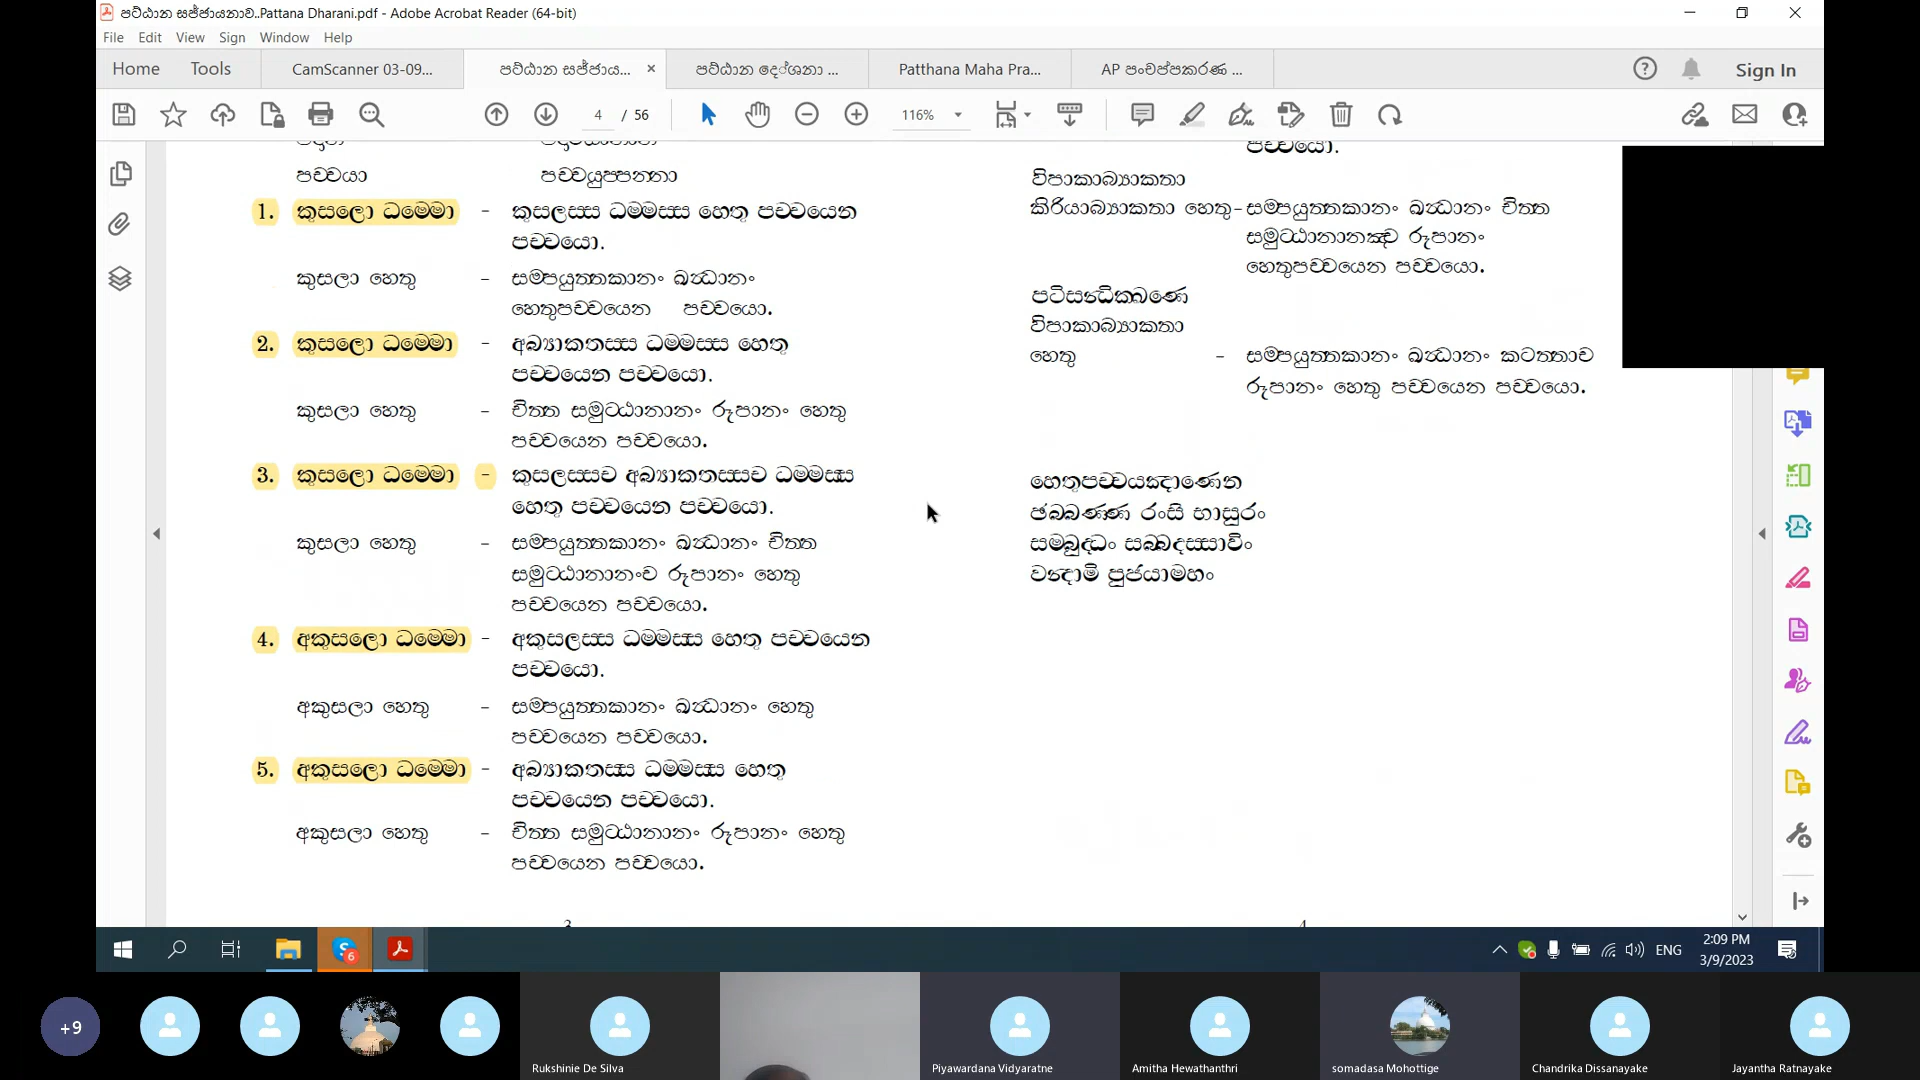 පට්ඨාන සජ්ජායනාව..Pattana Dharani.pdf - Adobe Acrobat Reader (64-bit)
File Edit View Sign Window Help
Home Tools CamScanner 03-09... පට්ඨාන සජ්ජාය... × පට්ඨාන දේශනා ... Patthana Maha Pra... AP පංචප්පකරණ ... Sign In
4 / 56 116%
පච්චයා පච්චයුප්පන්නා
1. කුසලො ධම්මො - කුසලස්ස ධම්මස්ස හෙතු පච්චයෙන
පච්චයො.
කුසලා හෙතු - සම්පයුත්තකානං ඛන්ධානං
හෙතුපච්චයෙන පච්චයො.
2. කුසලො ධම්මො - අබ්‍යාකතස්ස ධම්මස්ස හෙතු
පච්චයෙන පච්චයො.
කුසලා හෙතු - චිත්ත සමුට්ඨානානං රූපානං හෙතු
පච්චයෙන පච්චයො.
3. කුසලො ධම්මො - කුසලස්සච අබ්‍යාකතස්සච ධම්මස්ස
හෙතු පච්චයෙන පච්චයො.
කුසලා හෙතු - සම්පයුත්තකානං ඛන්ධානං චිත්ත
සමුට්ඨානානංච රූපානං හෙතු
පච්චයෙන පච්චයො.
4. අකුසලො ධම්මො - අකුසලස්ස ධම්මස්ස හෙතු පච්චයෙන
පච්චයො.
අකුසලා හෙතු - සම්පයුත්තකානං ඛන්ධානං හෙතු
පච්චයෙන පච්චයො.
5. අකුසලො ධම්මො - අබ්‍යාකතස්ස ධම්මස්ස හෙතු
පච්චයෙන පච්චයො.
අකුසලා හෙතු - චිත්ත සමුට්ඨානානං රූපානං හෙතු
පච්චයෙන පච්චයො.
පච්චයො.
විපාකාබ්‍යාකතා
කිරියාබ්‍යාකතා හෙතු- සම්පයුත්තකානං ඛන්ධානං චිත්ත
සමුට්ඨානානඤ්ච රූපානං
හෙතුපච්චයෙන පච්චයො.
පටිසන්ධික්ඛණෙ
විපාකාබ්‍යාකතා
හෙතු - සම්පයුත්තකානං ඛන්ධානං කටත්තාච
රූපානං හෙතු පච්චයෙන පච්චයො.
හෙතුපච්චයඤාණෙන
ඡබ්බණ්ණ රංසි භාසුරං
සම්බුද්ධං සබ්බදස්සාවිං
වන්දාමි පුජයාමහං
ENG
2:09 PM
3/9/2023
+9
Rukshinie De Silva
Piyawardana Vidyaratne
Amitha Hewathanthri
somadasa Mohottige
Chandrika Dissanayake
Jayantha Ratnayake